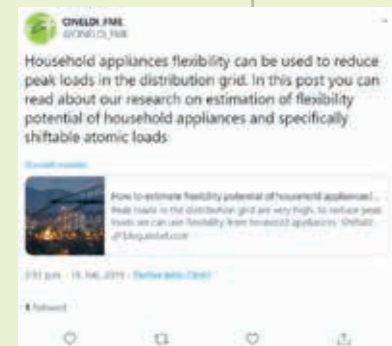 CINELDI_FME
@CINELDI_FME
Household appliances flexibility can be used to reduce
peak loads in the distribution grid. In this post you can
read about our research on estimation of flexibility
potential of household appliances and specifically
shiftable atomic loads
How to estimate flexibility potential of household appliances?
Peak loads in the distribution grid are very high. To reduce peak
loads we can use flexibility from household appliances. Shiftable